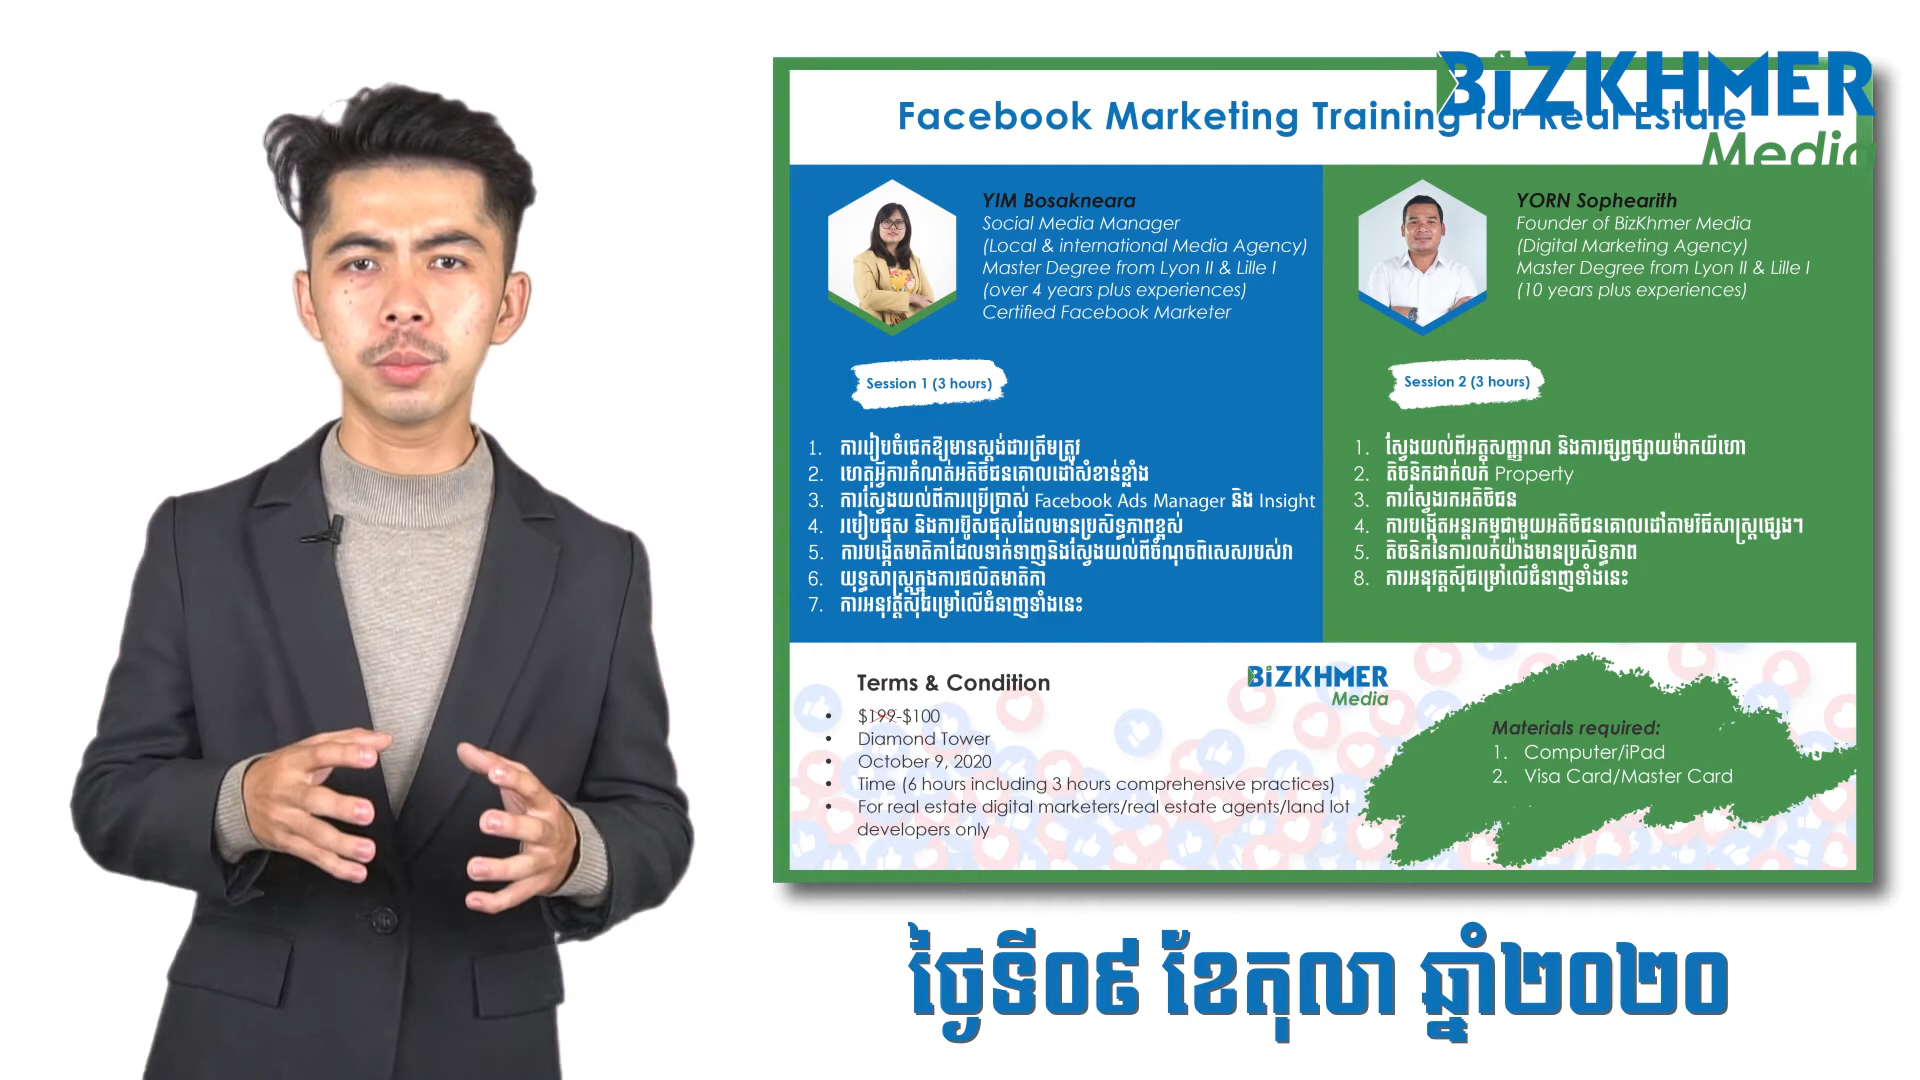 BiZKHMER
Media
Facebook Marketing Training for Real Estate
YIM Bosakneara
Social Media Manager
(Local & international Media Agency)
Master Degree from Lyon II & Lille I
(over 4 years plus experiences)
Certified Facebook Marketer
Session 1 (3 hours)
1. ការរៀបចំផេកឱ្យមានស្តង់ដារត្រឹមត្រូវ
2. ហេតុអ្វីការកំណត់អតិថិជនគោលដៅសំខាន់ខ្លាំង
3. ការស្វែងយល់ពីការប្រើប្រាស់ Facebook Ads Manager និង Insight
4. របៀបផុស និងការប៊ូសផុសដែលមានប្រសិទ្ធភាពខ្ពស់
5. ការបង្កើតមាតិកាដែលទាក់ទាញនិងស្វែងយល់ពីចំណុចពិសេសរបស់វា
6. យុទ្ធសាស្ត្រក្នុងការផលិតមាតិកា
7. ការអនុវត្តស៊ីជម្រៅលើជំនាញទាំងនេះ
YORN Sophearith
Founder of BizKhmer Media
(Digital Marketing Agency)
Master Degree from Lyon II & Lille I
(10 years plus experiences)
Session 2 (3 hours)
1. ស្វែងយល់ពីអត្តសញ្ញាណ និងការផ្សព្វផ្សាយម៉ាកយីហោ
2. តិចនិកដាក់លក់ Property
3. ការស្វែងរកអតិថិជន
4. ការបង្កើតអន្តរកម្មជាមួយអតិថិជនគោលដៅតាមវិធីសាស្ត្រផ្សេងៗ
5. តិចនិកនៃការលក់យ៉ាងមានប្រសិទ្ធភាព
8. ការអនុវត្តស៊ីជម្រៅលើជំនាញទាំងនេះ
Terms & Condition
• $199-$100
• Diamond Tower
• October 9, 2020
• Time (6 hours including 3 hours comprehensive practices)
• For real estate digital marketers/real estate agents/land lot
developers only
BiZKHMER
Media
Materials required:
1. Computer/iPad
2. Visa Card/Master Card
ថ្ងៃទី០៩ ខែតុលា ឆ្នាំ២០២០